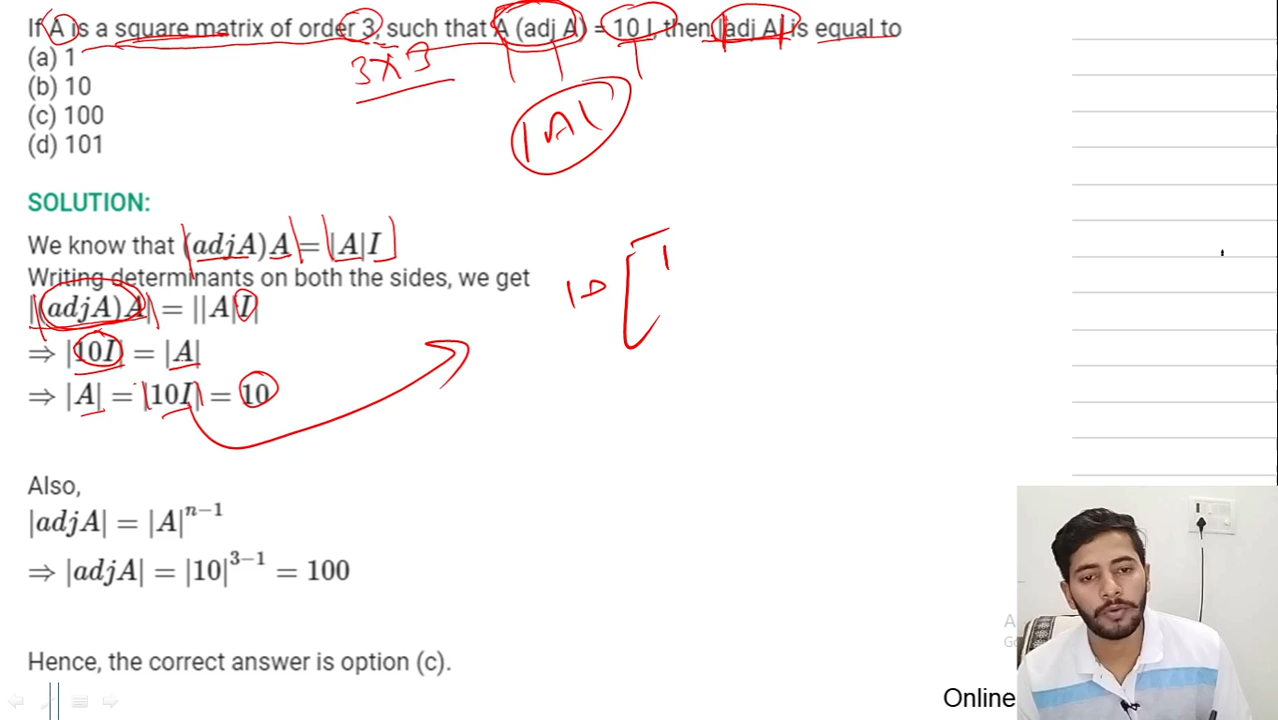 If A is a square matrix of order 3, such that A (adj A) = 10 I, then |adj A| is equal to
(a) 1
(b) 10
(c) 100
(d) 101
3×3
|A|
SOLUTION:
We know that (adjA)A = |A|I
Writing determinants on both the sides, we get
|(adjA)A| = ||A|I|
⇒ |10I| = |A|
⇒ |A| = |10I| = 10
10 [ 1
Also,
|adjA| = |A|ⁿ⁻¹
⇒ |adjA| = |10|³⁻¹ = 100
Hence, the correct answer is option (c).
Online